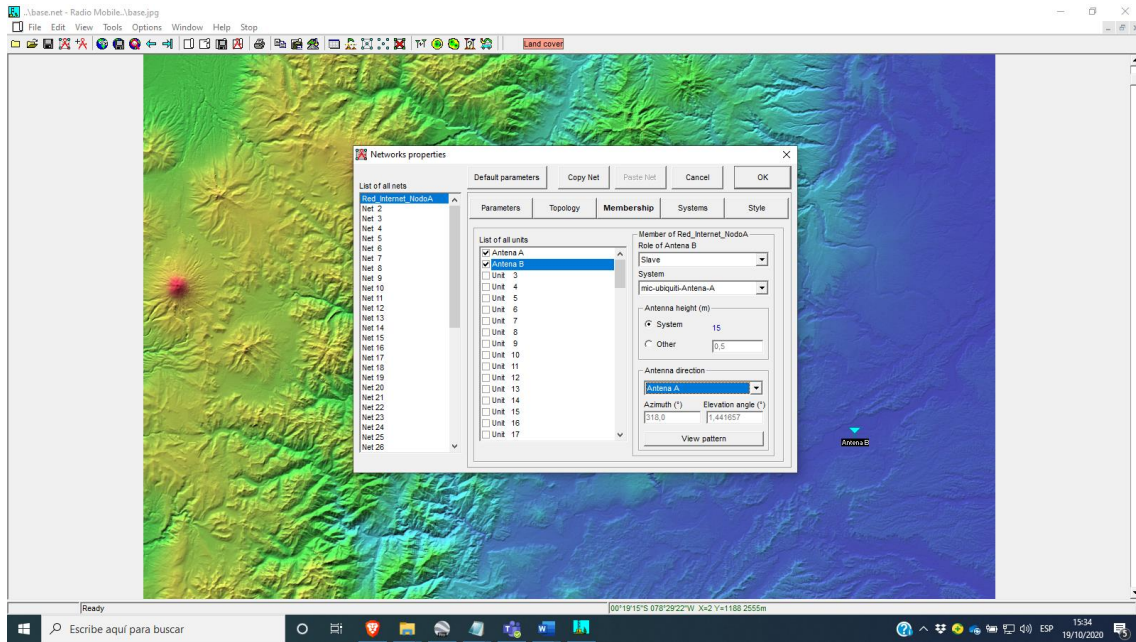 ..\base.net - Radio Mobile..\base.jpg
File Edit View Tools Options Window Help Stop
Land cover
Networks properties
List of all nets
Red_Internet_NodoA
Net 2
Net 3
Net 4
Net 5
Net 6
Net 7
Net 8
Net 9
Net 10
Net 11
Net 12
Net 13
Net 14
Net 15
Net 16
Net 17
Net 18
Net 19
Net 20
Net 21
Net 22
Net 23
Net 24
Net 25
Net 26
Default parameters Copy Net Paste Net Cancel OK
Parameters Topology Membership Systems Style
List of all units
Antena A
Antena B
Unit 3
Unit 4
Unit 5
Unit 6
Unit 7
Unit 8
Unit 9
Unit 10
Unit 11
Unit 12
Unit 13
Unit 14
Unit 15
Unit 16
Unit 17
Member of Red_Internet_NodoA
Role of Antena B
Slave
System
mic-ubiquiti-Antena-A
Antenna height (m)
System 15
Other 0,5
Antenna direction
Antena A
Azimuth (°) Elevation angle (°)
318,0 1,441657
View pattern
Antena B
Ready 00°19'15"S 078°29'22"W X=2 Y=1188 2555m
Escribe aquí para buscar
ESP
15:34
19/10/2020